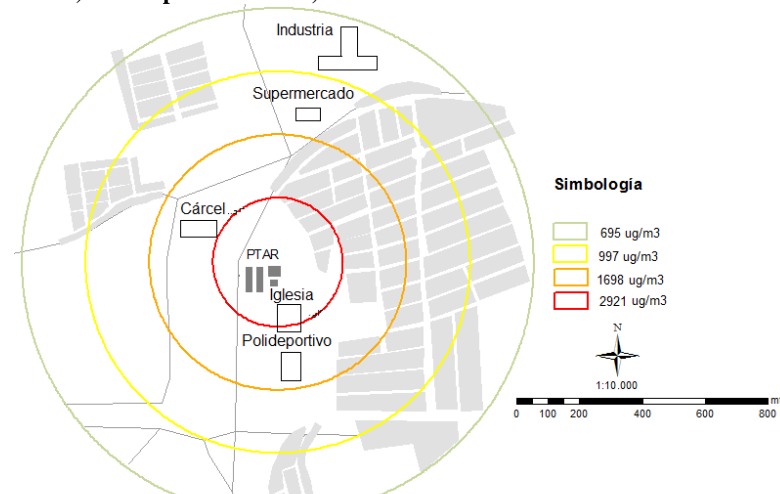 Industria
Supermercado
Cárcel
PTAR
Iglesia
Polideportivo
Simbología
695 ug/m3
997 ug/m3
1698 ug/m3
2921 ug/m3
N
1:10.000
0 100 200 400 600 800
m